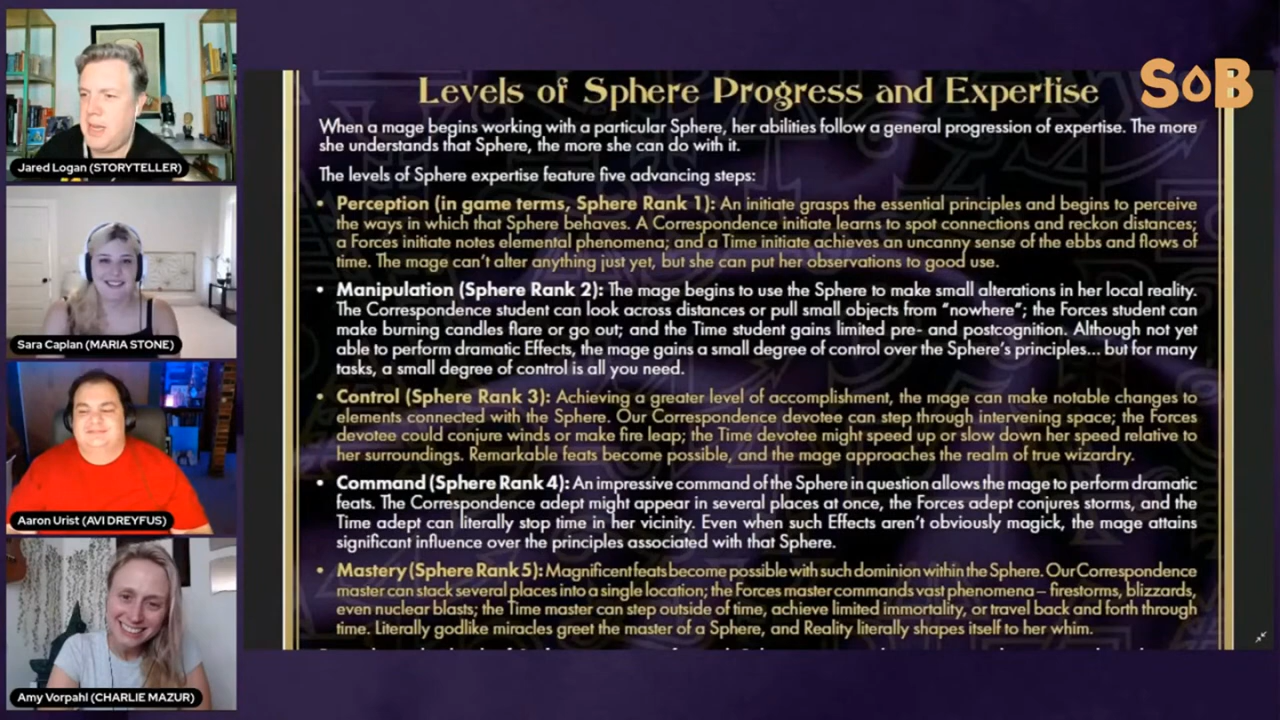 Jared Logan (STORYTELLER)
Sara Caplan (MARIA STONE)
Aaron Urist (AVI DREYFUS)
Amy Vorpahl (CHARLIE MAZUR)
SOB
Levels of Sphere Progress and Expertise
When a mage begins working with a particular Sphere, her abilities follow a general progression of expertise. The more
she understands that Sphere, the more she can do with it.
The levels of Sphere expertise feature five advancing steps:
• Perception (in game terms, Sphere Rank 1): An initiate grasps the essential principles and begins to perceive
the ways in which that Sphere behaves. A Correspondence initiate learns to spot connections and reckon distances;
a Forces initiate notes elemental phenomena; and a Time initiate achieves an uncanny sense of the ebbs and flows of
time. The mage can't alter anything just yet, but she can put her observations to good use.
• Manipulation (Sphere Rank 2): The mage begins to use the Sphere to make small alterations in her local reality.
The Correspondence student can look across distances or pull small objects from "nowhere"; the Forces student can
make burning candles flare or go out; and the Time student gains limited pre- and postcognition. Although not yet
able to perform dramatic Effects, the mage gains a small degree of control over the Sphere's principles... but for many
tasks, a small degree of control is all you need.
• Control (Sphere Rank 3): Achieving a greater level of accomplishment, the mage can make notable changes to
elements connected with the Sphere. Our Correspondence devotee can step through intervening space; the Forces
devotee could conjure winds or make fire leap; the Time devotee might speed up or slow down her speed relative to
her surroundings. Remarkable feats become possible, and the mage approaches the realm of true wizardry.
• Command (Sphere Rank 4): An impressive command of the Sphere in question allows the mage to perform dramatic
feats. The Correspondence adept might appear in several places at once, the Forces adept conjures storms, and the
Time adept can literally stop time in her vicinity. Even when such Effects aren't obviously magick, the mage attains
significant influence over the principles associated with that Sphere.
• Mastery (Sphere Rank 5): Magnificent feats become possible with such dominion within the Sphere. Our Correspondence
master can stack several places into a single location; the Forces master commands vast phenomena – firestorms, blizzards,
even nuclear blasts; the Time master can step outside of time, achieve limited immortality, or travel back and forth through
time. Literally godlike miracles greet the master of a Sphere, and Reality literally shapes itself to her whim.